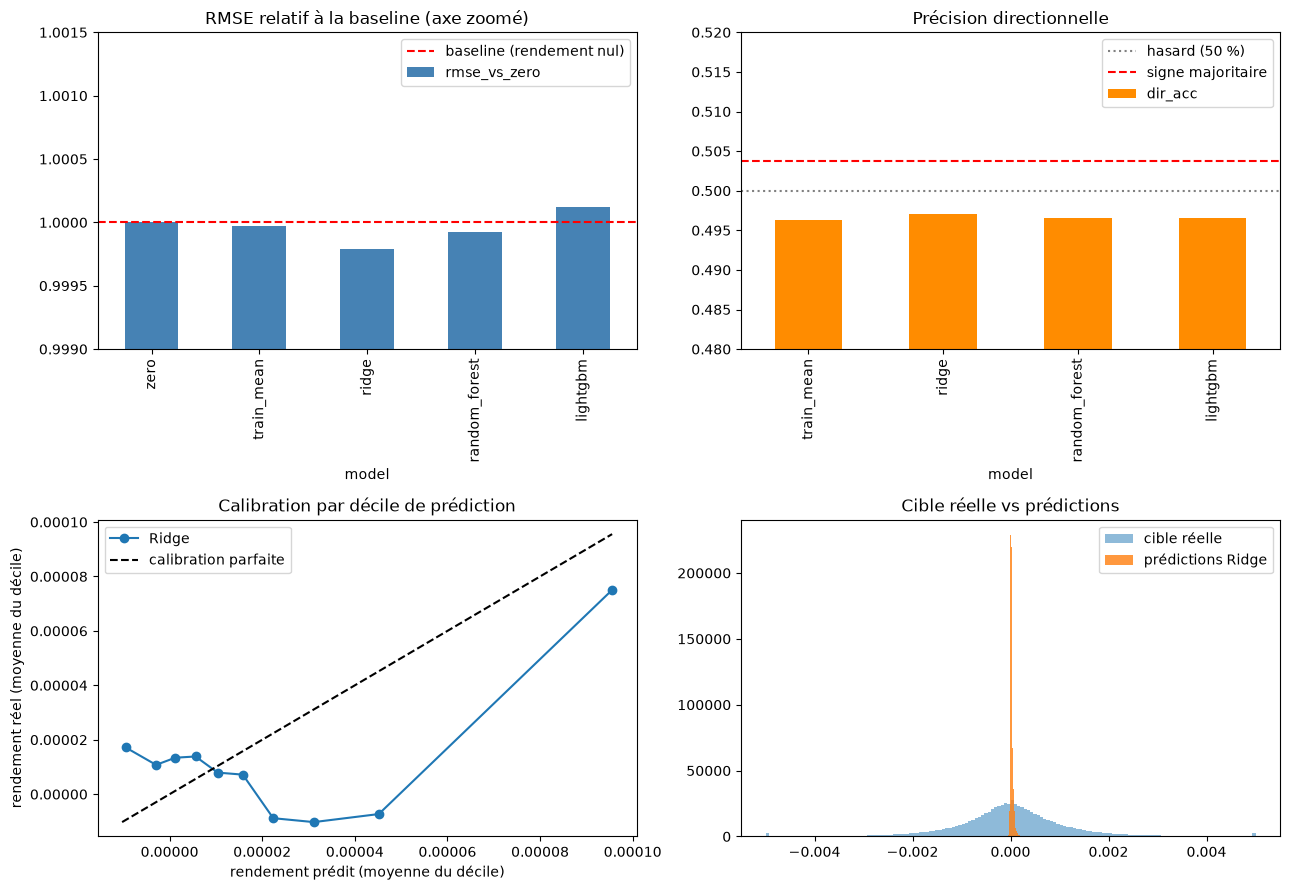 RMSE relatif à la baseline (axe zoomé)
1.0015
1.0010
1.0005
1.0000
0.9995
0.9990
baseline (rendement nul)
rmse_vs_zero
zero
train_mean
ridge
random_forest
lightgbm
model
Précision directionnelle
0.520
0.515
0.510
0.505
0.500
0.495
0.490
0.485
0.480
hasard (50 %)
signe majoritaire
dir_acc
train_mean
ridge
random_forest
lightgbm
model
Calibration par décile de prédiction
rendement réel (moyenne du décile)
0.00010
0.00008
0.00006
0.00004
0.00002
0.00000
Ridge
calibration parfaite
0.00000
0.00002
0.00004
0.00006
0.00008
0.00010
rendement prédit (moyenne du décile)
Cible réelle vs prédictions
200000
150000
100000
50000
0
cible réelle
prédictions Ridge
−0.004
−0.002
0.000
0.002
0.004